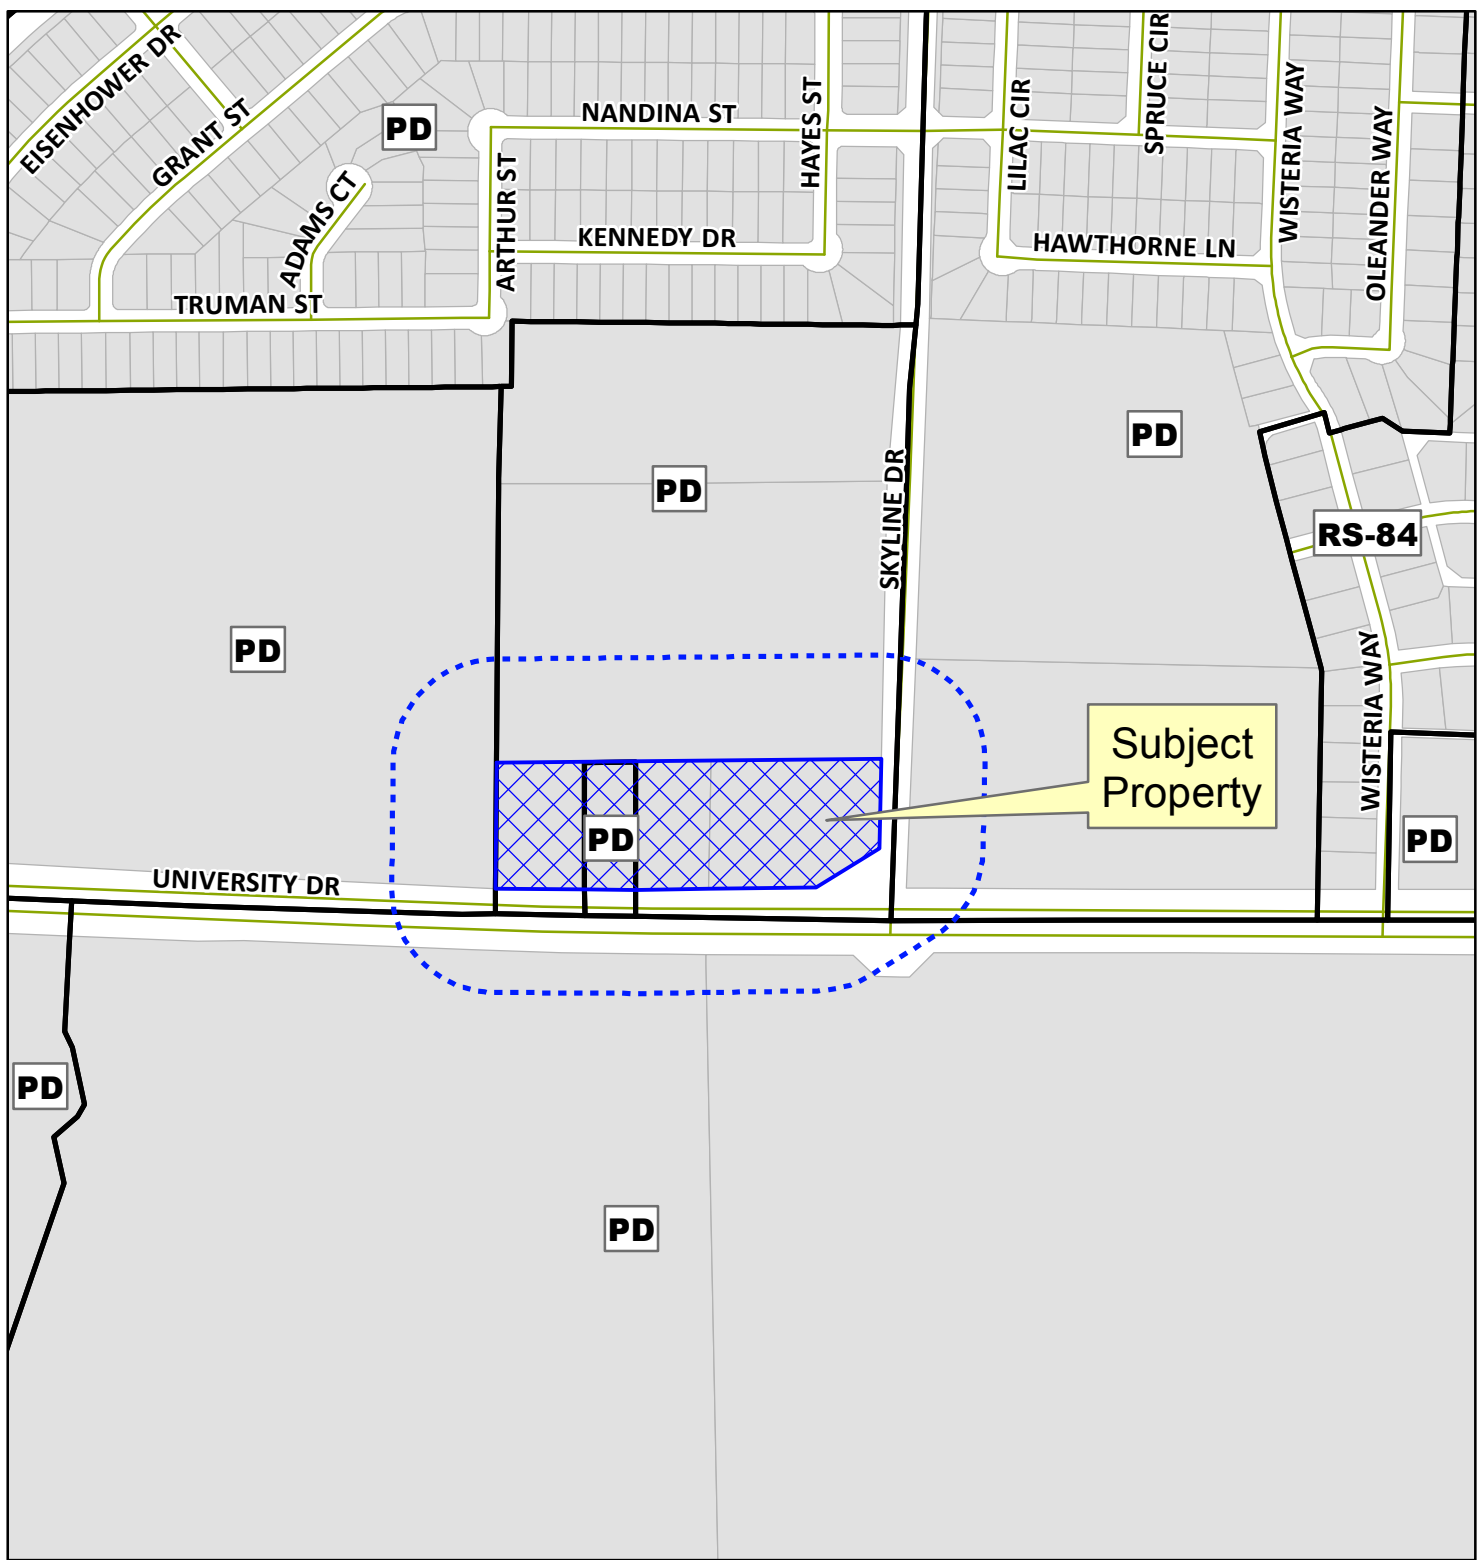 EISENHOWER DR
GRANT ST
PD
NANDINA ST
HAYES ST
LILAC CIR
SPRUCE CIR
WISTERIA WAY
OLEANDER WAY
ADAMS CT
ARTHUR ST
KENNEDY DR
HAWTHORNE LN
TRUMAN ST
PD
PD
SKYLINE DR
RS-84
PD
WISTERIA WAY
Subject
Property
PD
PD
UNIVERSITY DR
PD
PD